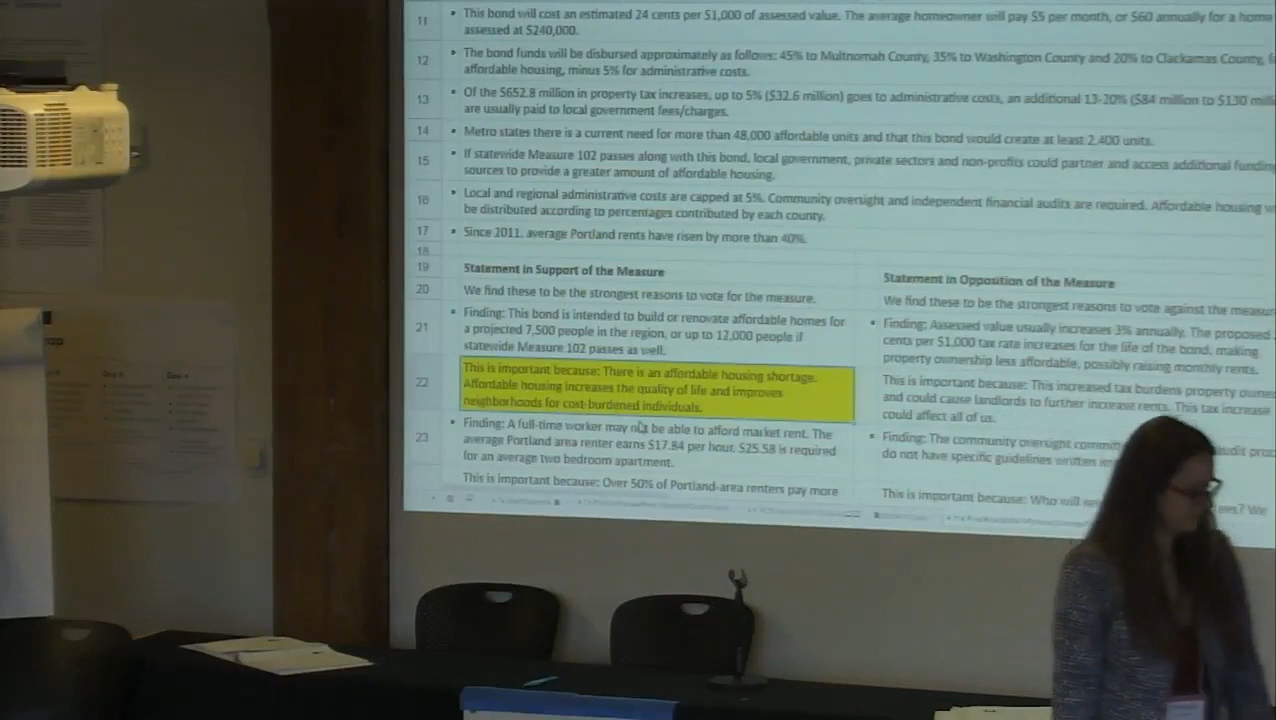 11 • This bond will cost an estimated 24 cents per $1,000 of assessed value. The average homeowner will pay $5 per month, or $60 annually for a home
assessed at $240,000.
12 • The bond funds will be disbursed approximately as follows: 45% to Multnomah County, 35% to Washington County and 20% to Clackamas County,
affordable housing, minus 5% for administrative costs.
13 • Of the $652.8 million in property tax increases, up to 5% ($32.6 million) goes to administrative costs, an additional 13-20% ($84 million to $130
are usually paid to local government fees/charges.
14 • Metro states there is a current need for more than 48,000 affordable units and that this bond would create at least 2,400 units.
15 • If statewide Measure 102 passes along with this bond, local government, private sectors and non-profits could partner and access additional funding
sources to provide a greater amount of affordable housing.
16 • Local and regional administrative costs are capped at 5%. Community oversight and independent financial audits are required. Affordable housing
be distributed according to percentages contributed by each county.
17 • Since 2011, average Portland rents have risen by more than 40%.
18
19 Statement in Support of the Measure
20 We find these to be the strongest reasons to vote for the measure.
21 • Finding: This bond is intended to build or renovate affordable homes for
a projected 7,500 people in the region, or up to 12,000 people if
statewide Measure 102 passes as well.
22 This is important because: There is an affordable housing shortage.
Affordable housing increases the quality of life and improves
neighborhoods for cost-burdened individuals.
23 • Finding: A full-time worker may not be able to afford market rent. The
average Portland area renter earns $17.84 per hour, $25.58 is required
for an average two bedroom apartment.
This is important because: Over 50% of Portland-area renters pay more
Statement in Opposition of the Measure
We find these to be the strongest reasons to vote against the measure
• Finding: Assessed value usually increases 3% annually. The proposed
cents per $1,000 tax rate increases for the life of the bond, making
property ownership less affordable, possibly raising monthly rents.
This is important because: This increased tax burdens property
and could cause landlords to further increase rents. This tax increase
could affect all of us.
• Finding: The community oversight audit
do not have specific guidelines written
This is important because: Who will We